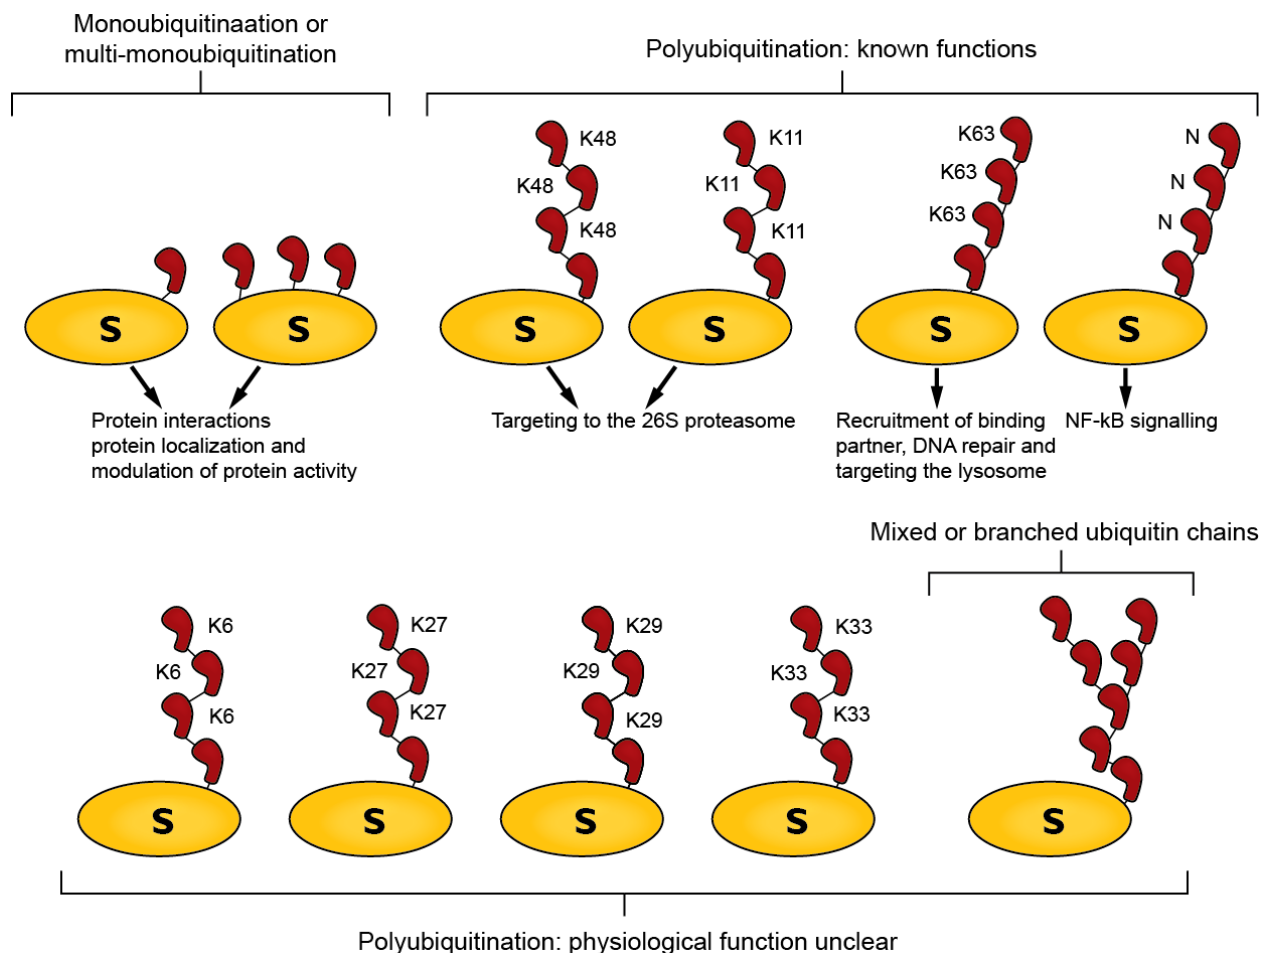 Monoubiquitinaation or
multi-monoubiquitination
Polyubiquitination: known functions
K48
K48
K48
K11
K11
K11
K63
K63
K63
N
N
N
S
S
S
S
S
S
Protein interactions
protein localization and
modulation of protein activity
Targeting to the 26S proteasome
Recruitment of binding
partner, DNA repair and
targeting the lysosome
NF-kB signalling
Mixed or branched ubiquitin chains
K6
K6
K6
K27
K27
K27
K29
K29
K29
K33
K33
K33
S
S
S
S
S
Polyubiquitination: physiological function unclear